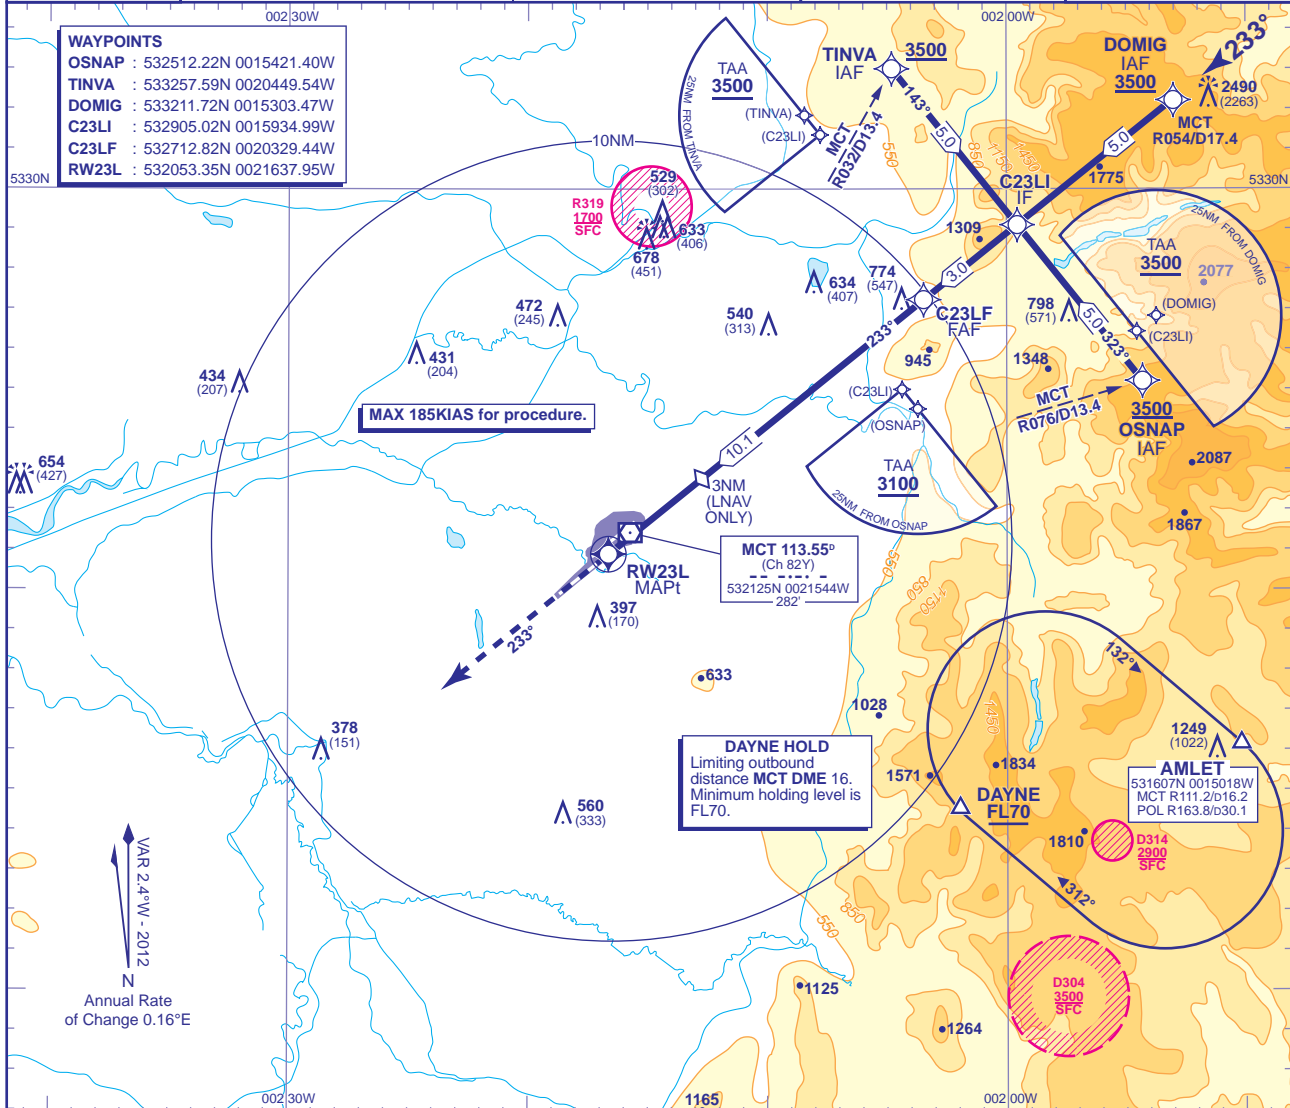 002 30W
002 00W
WAYPOINTS
OSNAP : 532512.22N 0015421.40W
TINVA : 533257.59N 0020449.54W
DOMIG : 533211.72N 0015303.47W
C23LI : 532905.02N 0015934.99W
C23LF : 532712.82N 0020329.44W
RW23L : 532053.35N 0021637.95W
TAA
3500
25NM FROM TINVA
(TINVA)
(C23LI)
TINVA
IAF
3500
143°
5.0
MCT
R032/D13.4
550
850
1150
1450
DOMIG
IAF
3500
233°
2490
(2263)
MCT
R054/D17.4
5.0
1775
5330N
5330N
10NM
C23LI
IF
R319
1700
SFC
529
(302)
633
(406)
678
(451)
1309
3.0
25NM FROM DOMIG
TAA
3500
2077
(DOMIG)
(C23LI)
634
(407)
774
(547)
798
(571)
5.0
323°
472
(245)
540
(313)
C23LF
FAF
233°
945
1348
431
(204)
434
(207)
MAX 185KIAS for procedure.
(C23LI)
(OSNAP)
MCT
R076/D13.4
3500
OSNAP
IAF
10.1
3NM
(LNAV
ONLY)
TAA
3100
25NM FROM OSNAP
2087
1867
654
(427)
MCT 113.55D
(Ch 82Y)
532125N 0021544W
282'
RW23L
MAPt
397
(170)
233°
550
850
1150
633
132°
1028
1450
378
(151)
DAYNE HOLD
Limiting outbound
distance MCT DME 16.
Minimum holding level is
FL70.
1571
1834
1249
(1022)
AMLET
531607N 0015018W
MCT R111.2/D16.2
POL R163.8/D30.1
DAYNE
FL70
560
(333)
1810
D314
2900
SFC
312°
VAR 2.4°W - 2012
N
Annual Rate
of Change 0.16°E
850
550
1125
D304
3500
SFC
1264
002 30W
1165
002 00W